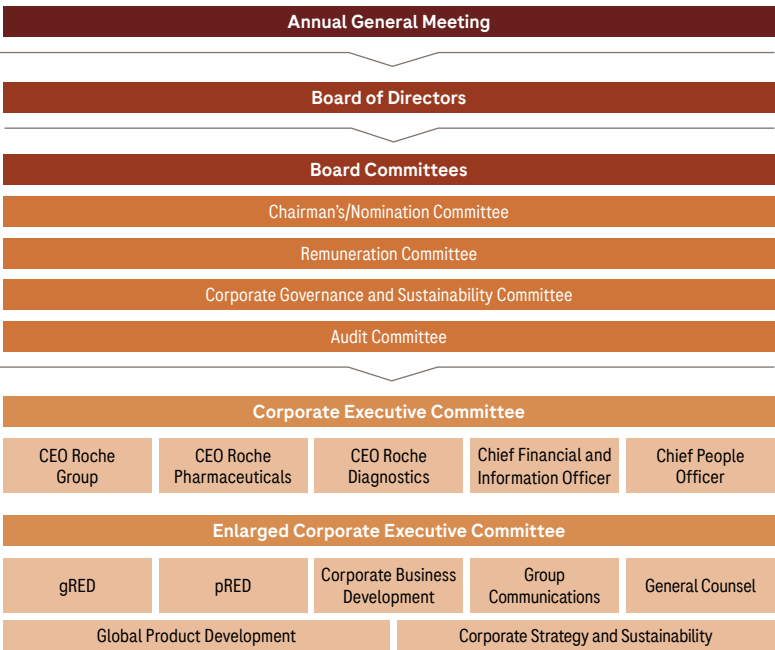 Annual General Meeting
Board of Directors
Board Committees
Chairman's/Nomination Committee
Remuneration Committee
Corporate Governance and Sustainability Committee
Audit Committee
Corporate Executive Committee
CEO Roche
Group
CEO Roche
Pharmaceuticals
CEO Roche
Diagnostics
Chief Financial and
Information Officer
Chief People
Officer
Enlarged Corporate Executive Committee
gRED
pRED
Corporate Business
Development
Group
Communications
General Counsel
Global Product Development
Corporate Strategy and Sustainability